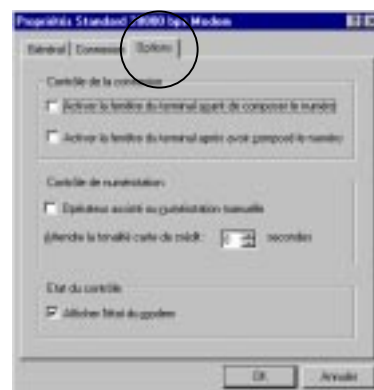 Propriétés Standard 28800 bps Modem
Général Connexion Options
Contrôle de la connexion
Activer la fenêtre du terminal avant de composer le numéro
Activer la fenêtre du terminal après avoir composé le numéro
Contrôle de numérotation
Opérateur assisté ou numérotation manuelle
Attendre la tonalité carte de crédit: secondes
Etat du contrôle
Afficher l'état du modem
OK Annuler